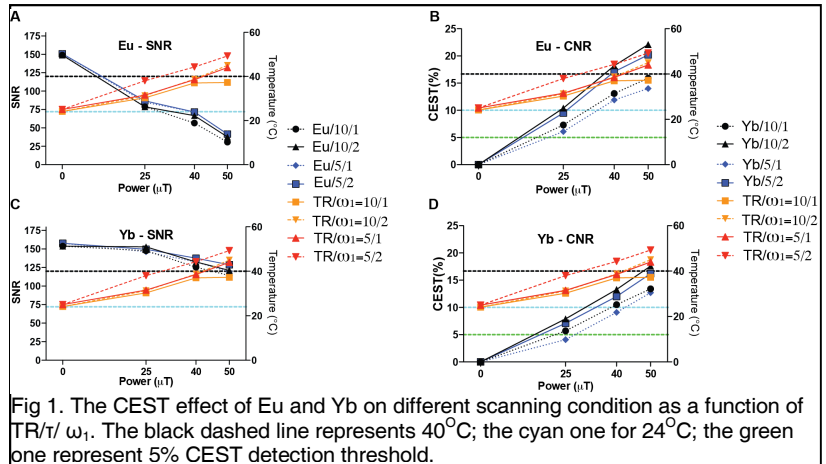 A
Eu - SNR
175
150
125
100
75
50
25
0
SNR
60
40
20
0
Temperature (°C)
0 25 40 50
Power (μT)
B
Eu - CNR
25
20
15
10
5
0
CEST(%)
60
40
20
0
Temperature (°C)
0 25 40 50
Power (μT)
Eu/10/1
Eu/10/2
Eu/5/1
Eu/5/2
TR/ω1=10/1
TR/ω1=10/2
TR/ω1=5/1
TR/ω1=5/2
Yb/10/1
Yb/10/2
Yb/5/1
Yb/5/2
TR/ω1=10/1
TR/ω1=10/2
TR/ω1=5/1
TR/ω1=5/2
C
Yb - SNR
175
150
125
100
75
50
25
0
SNR
60
40
20
0
Temperature (°C)
0 25 40 50
Power (μT)
D
Yb - CNR
25
20
15
10
5
0
CEST(%)
60
40
20
0
Temperature (°C)
0 25 40 50
Power (μT)
Fig 1. The CEST effect of Eu and Yb on different scanning condition as a function of
TR/τ/ ω₁. The black dashed line represents 40°C; the cyan one for 24°C; the green
one represent 5% CEST detection threshold.